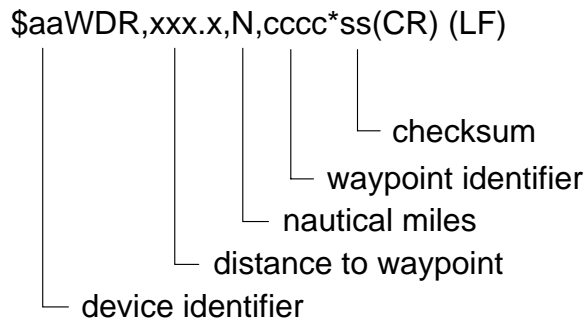 $aaWDR,xxx.x,N,cccc*ss(CR) (LF)
checksum
waypoint identifier
nautical miles
distance to waypoint
device identifier